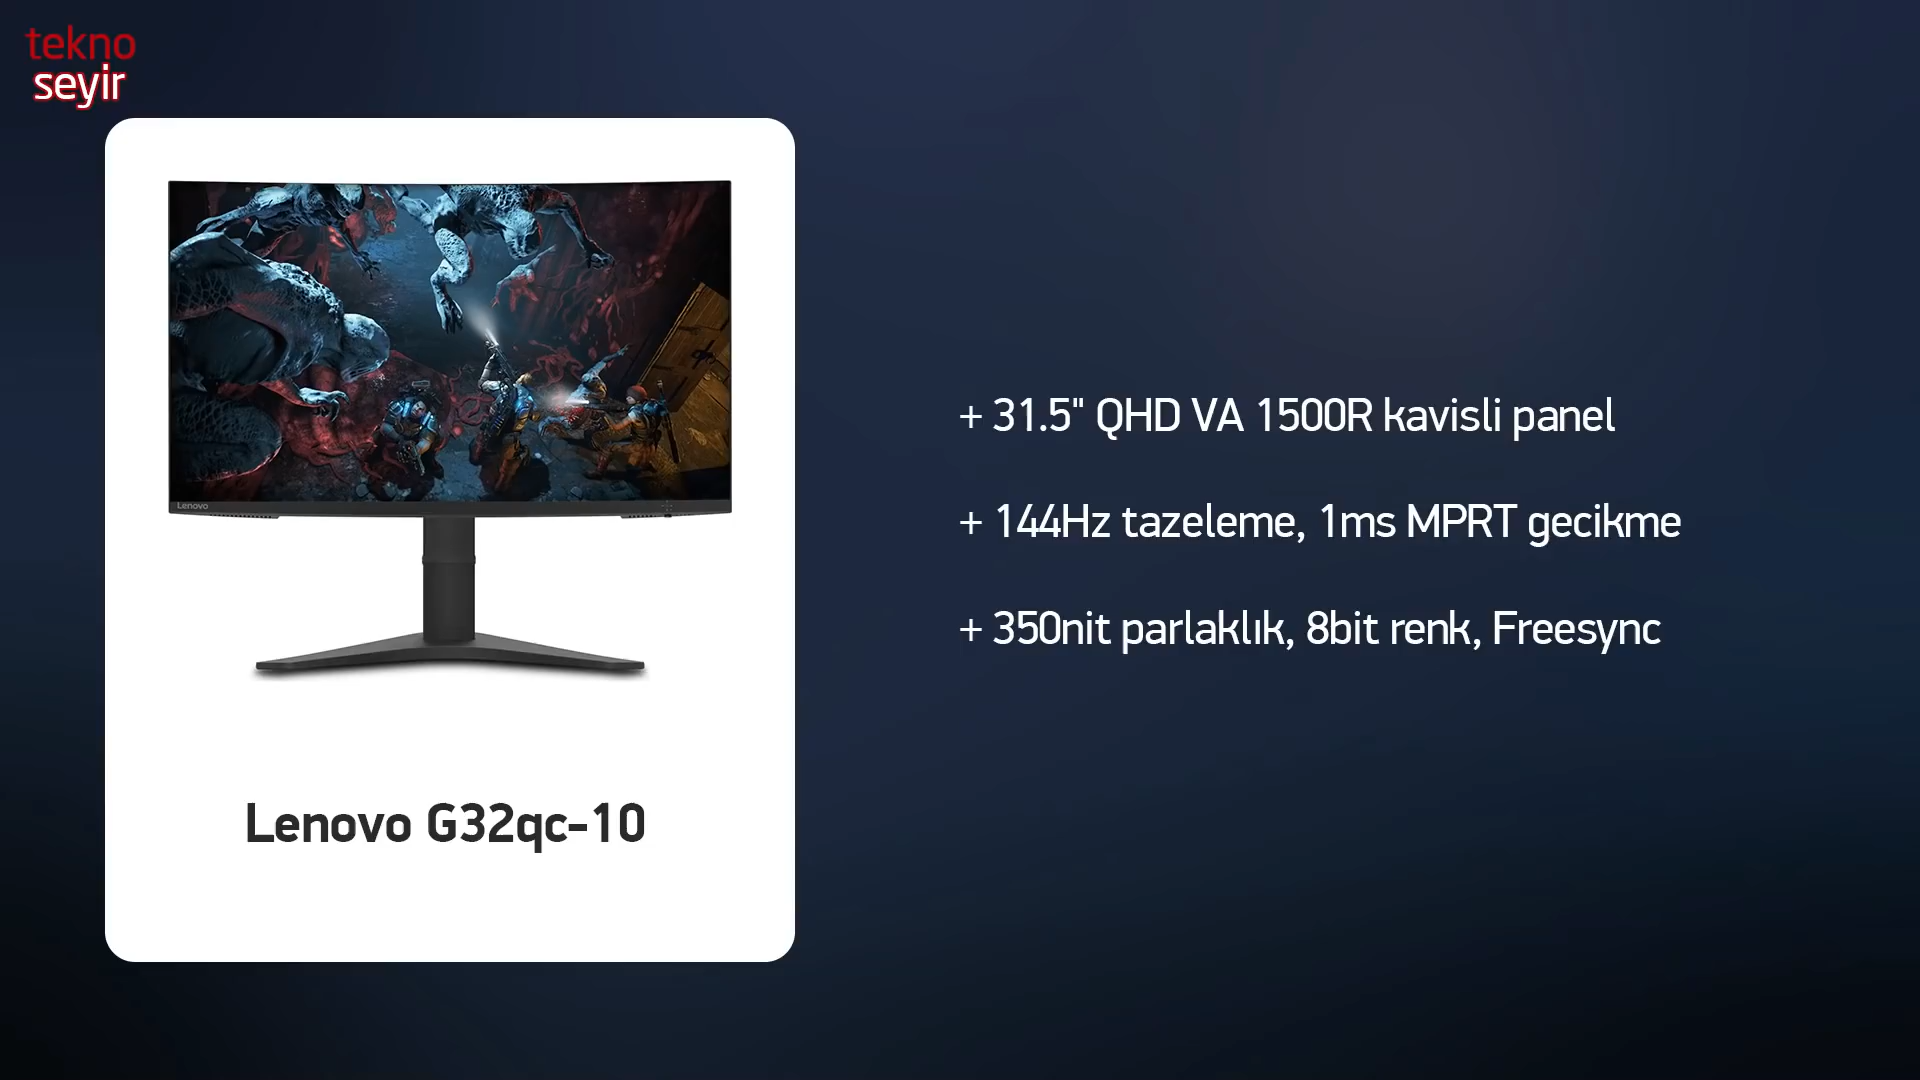 tekno
seyir
Lenovo
Lenovo G32qc-10
+ 31.5" QHD VA 1500R kavisli panel
+ 144Hz tazeleme, 1ms MPRT gecikme
+ 350nit parlaklık, 8bit renk, Freesync